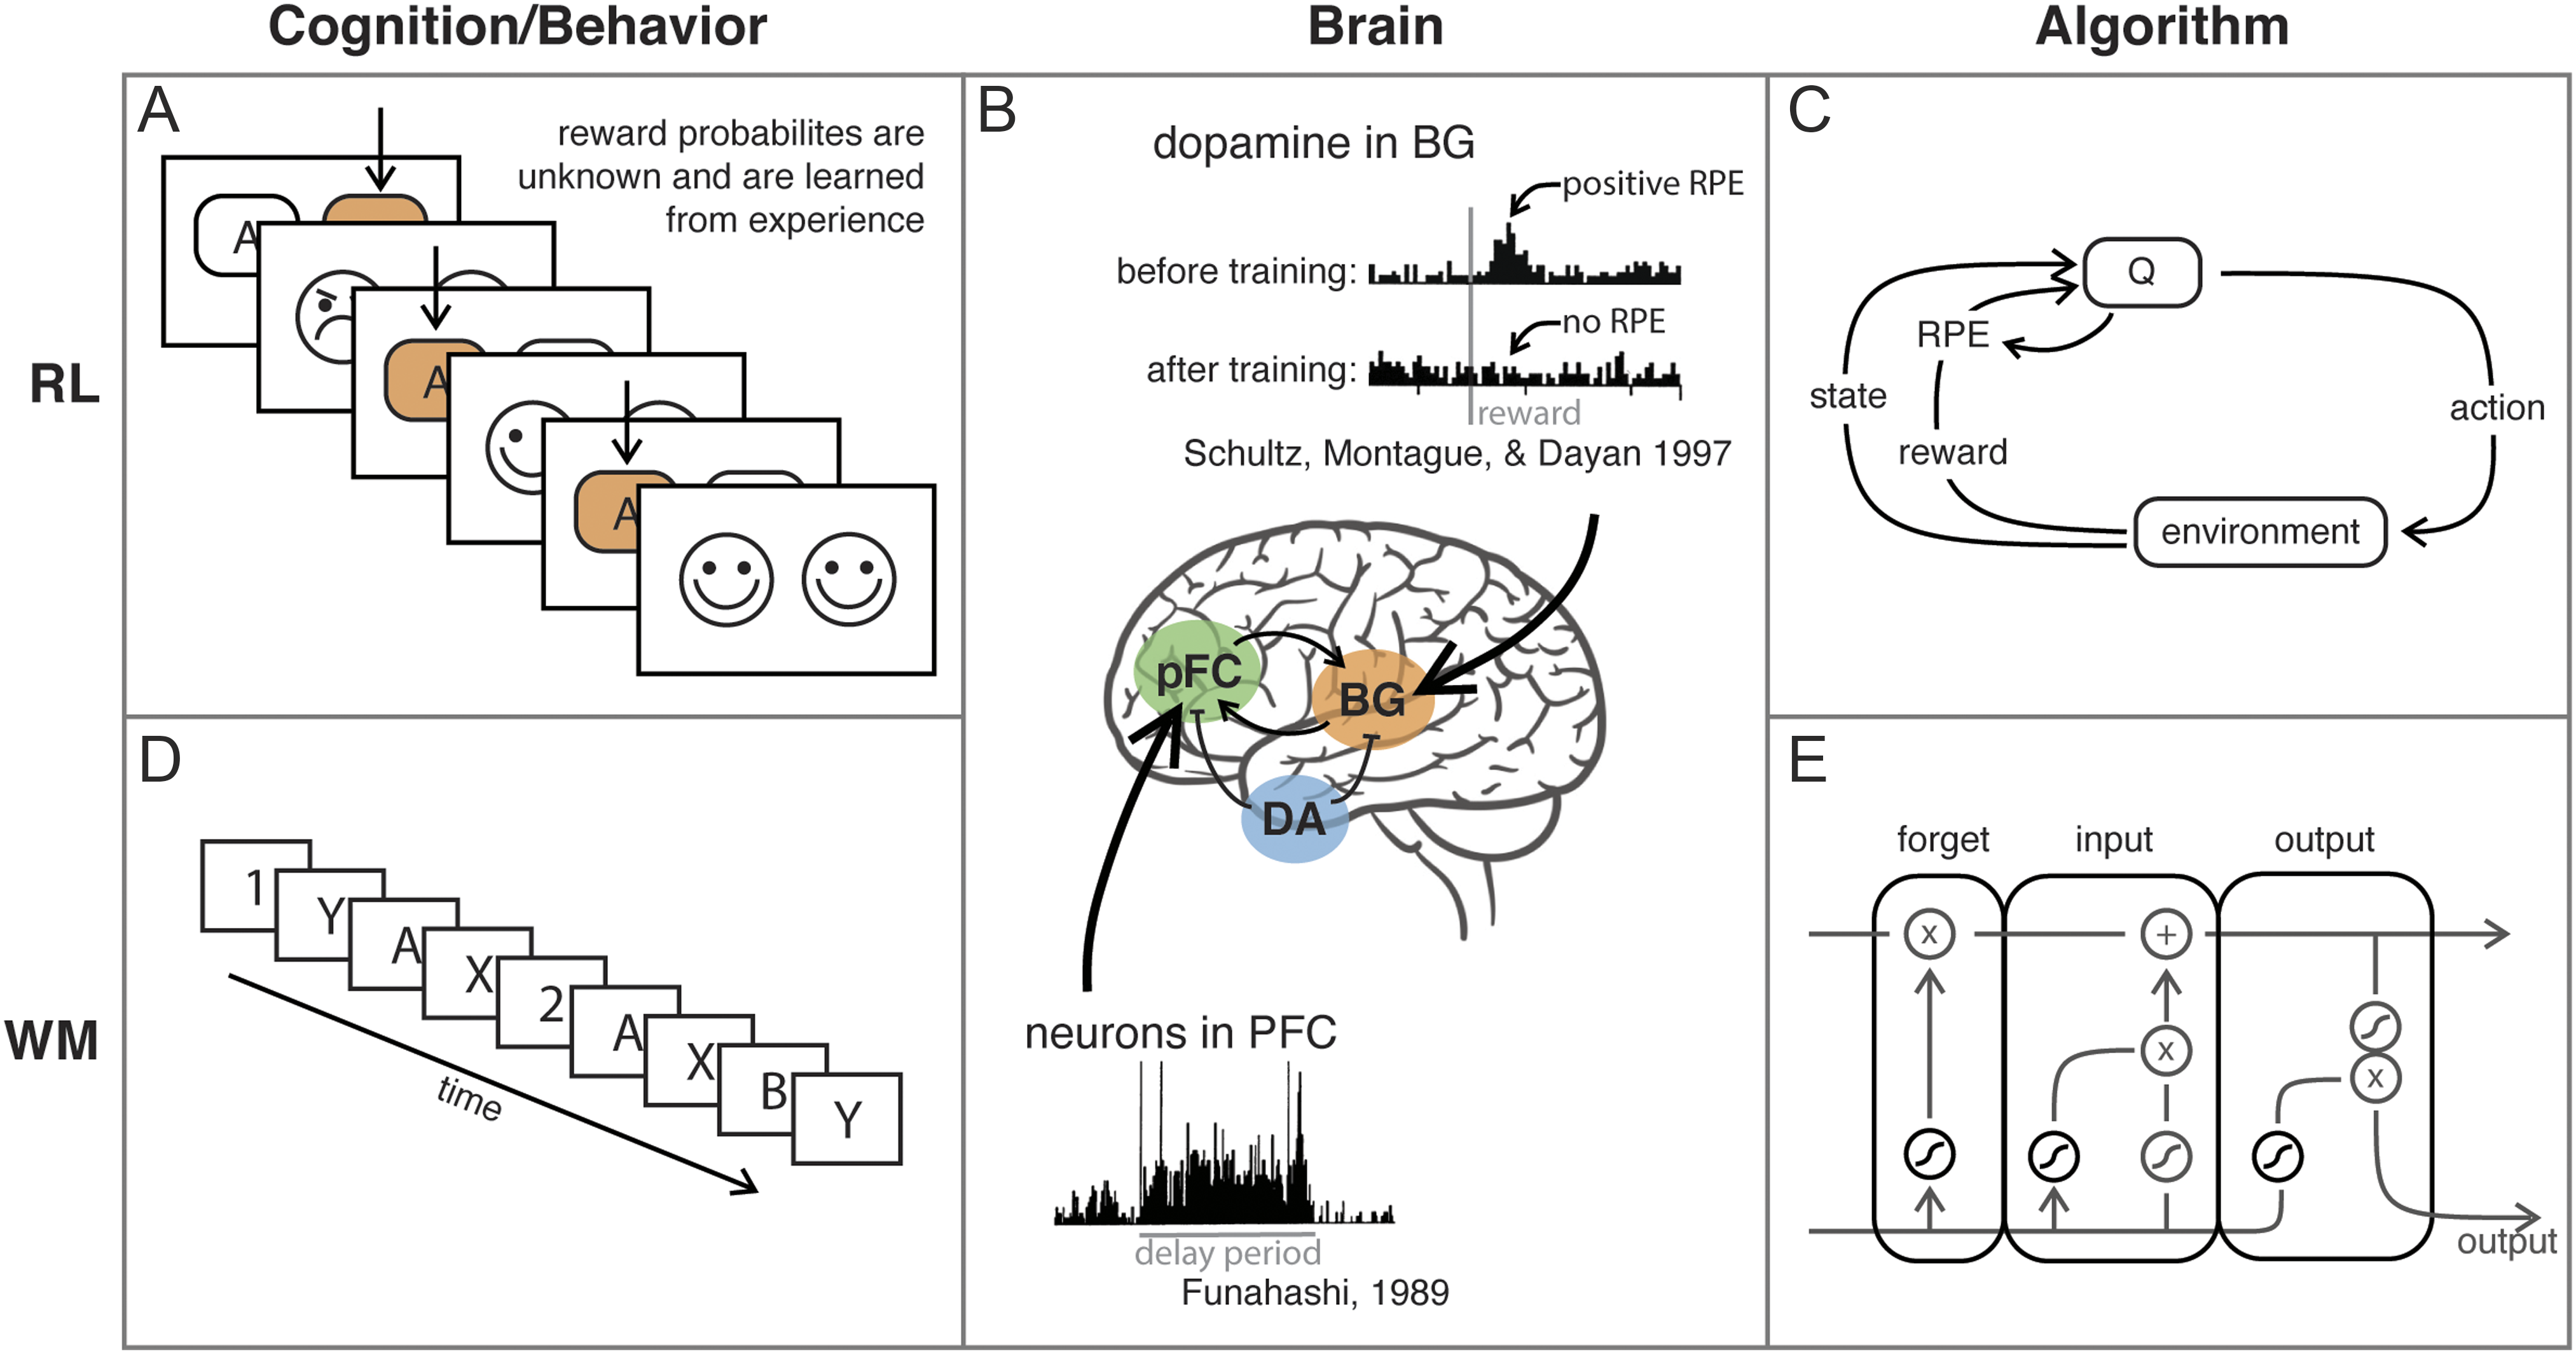 Cognition/Behavior
Brain
Algorithm
RL
WM
A
reward probabilites are
unknown and are learned
from experience
A
A
A
B
dopamine in BG
positive RPE
before training:
no RPE
after training:
reward
Schultz, Montague, & Dayan 1997
pFC
BG
DA
neurons in PFC
delay period
Funahashi, 1989
C
Q
RPE
state
action
reward
environment
D
1
Y
A
X
2
A
X
B
Y
time
E
forget
input
output
x
+
x
x
output